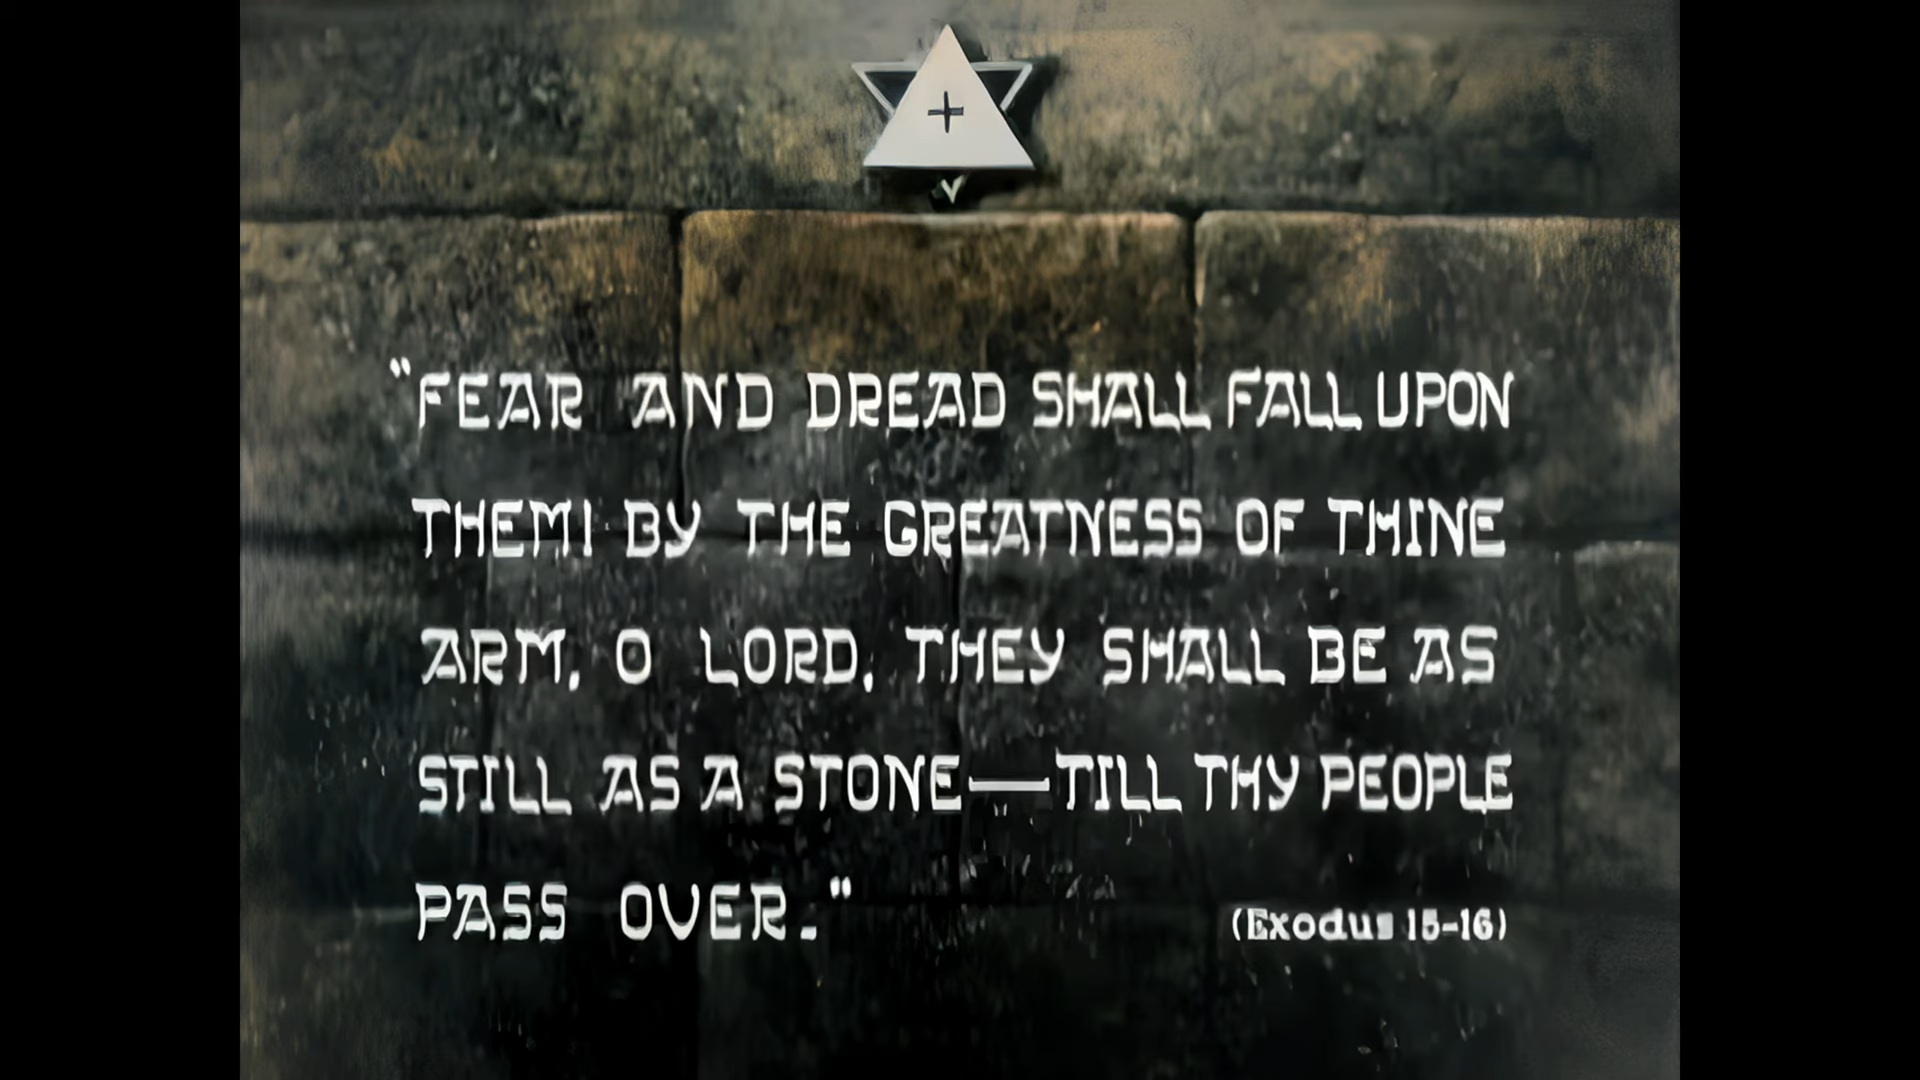 "FEAR AND DREAD SHALL FALL UPON
THEM! BY THE GREATNESS OF THINE
ARM, O LORD, THEY SHALL BE AS
STILL AS A STONE—TILL THY PEOPLE
PASS OVER."
(Exodus 15-16)